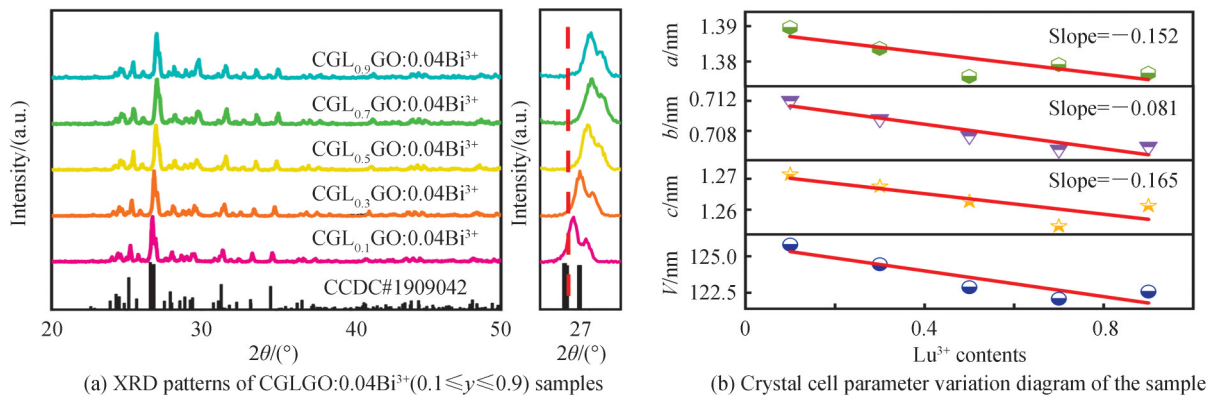 Intensity/(a.u.)
CGL0.9GO:0.04Bi3+
CGL0.7GO:0.04Bi3+
CGL0.5GO:0.04Bi3+
CGL0.3GO:0.04Bi3+
CGL0.1GO:0.04Bi3+
CCDC#1909042
20 30 40 50
2θ/(°)
Intensity/(a.u.)
27
2θ/(°)
(a) XRD patterns of CGLGO:0.04Bi3+(0.1≤y≤0.9) samples
a/nm
1.39
1.38
Slope=−0.152
b/nm
0.712
0.708
Slope=−0.081
c/nm
1.27
1.26
Slope=−0.165
V/nm
125.0
122.5
0 0.4 0.8
Lu3+ contents
(b) Crystal cell parameter variation diagram of the sample